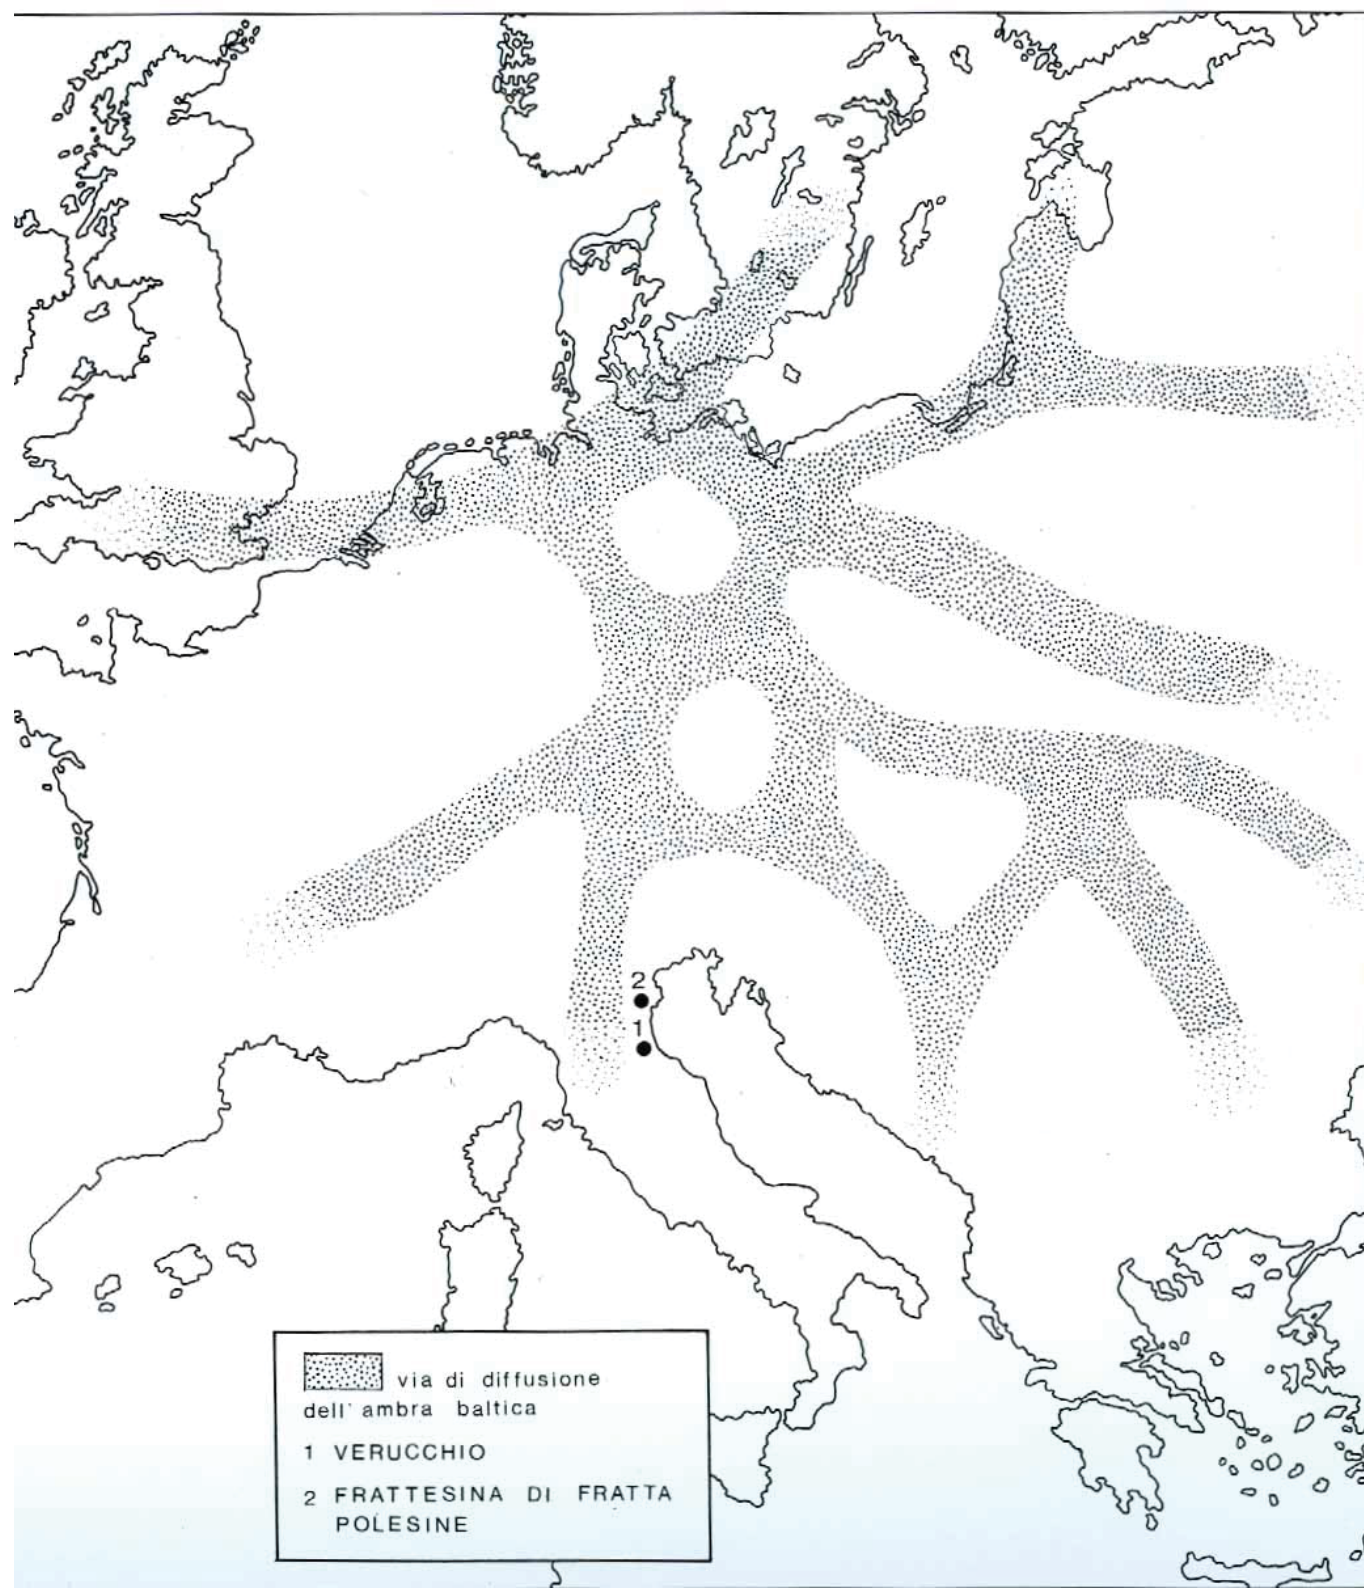 2
1
via di diffusione
dell' ambra baltica
1 VERUCCHIO
2 FRATTESINA DI FRATTA
POLESINE